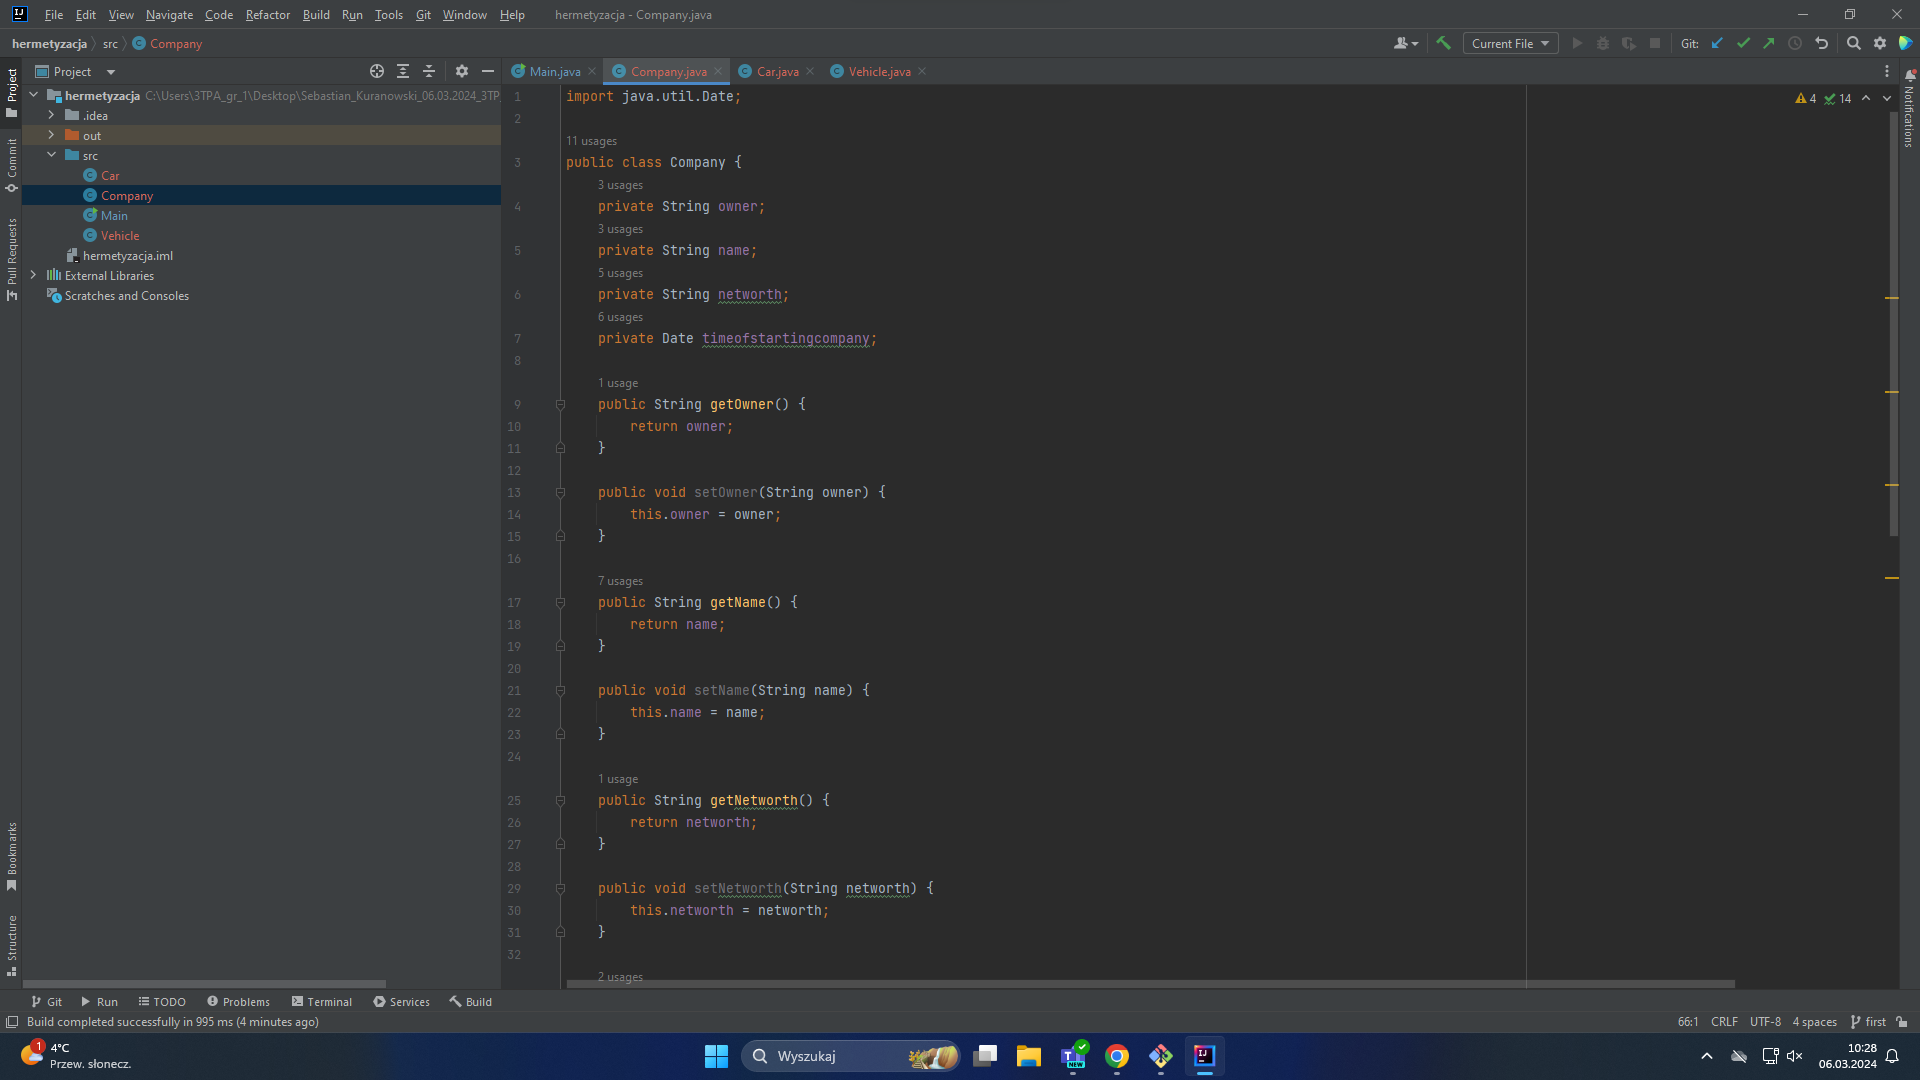 File Edit View Navigate Code Refactor Build Run Tools Git Window Help hermetyzacja - Company.java
hermetyzacja src Company
Current File Git:
Project
Main.java Company.java Car.java Vehicle.java
hermetyzacja C:\Users\3TPA_gr_1\Desktop\Sebastian_Kuranowski_06.03.2024_3TP
.idea
out
src
Car
Company
Main
Vehicle
hermetyzacja.iml
External Libraries
Scratches and Consoles
Project
Commit
Pull Requests
Bookmarks
Structure
4 14
Notifications
1 import java.util.Date;
2
11 usages
3 public class Company {
3 usages
4 private String owner;
3 usages
5 private String name;
5 usages
6 private String networth;
6 usages
7 private Date timeofstartingcompany;
8
1 usage
9 public String getOwner() {
10 return owner;
11 }
12
13 public void setOwner(String owner) {
14 this.owner = owner;
15 }
16
7 usages
17 public String getName() {
18 return name;
19 }
20
21 public void setName(String name) {
22 this.name = name;
23 }
24
1 usage
25 public String getNetworth() {
26 return networth;
27 }
28
29 public void setNetworth(String networth) {
30 this.networth = networth;
31 }
32
2 usages
Git Run TODO Problems Terminal Services Build
Build completed successfully in 995 ms (4 minutes ago)
66:1 CRLF UTF-8 4 spaces first
1
4°C
Przew. słonecz.
Wyszukaj
NEW
10:28
06.03.2024